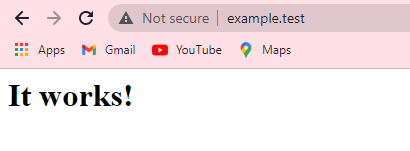 Not secure | example.test
Apps Gmail YouTube Maps
It works!